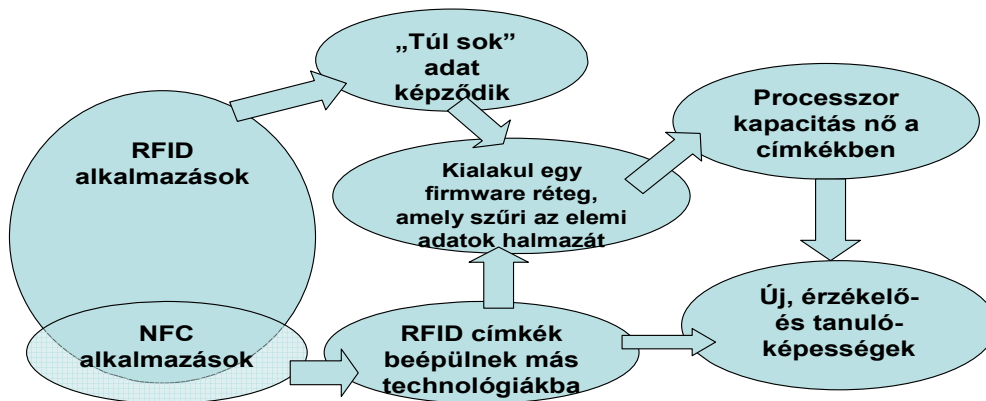 „Túl sok”
adat
képződik
RFID
alkalmazások
Processzor
kapacitás nő a
címkékben
Kialakul egy
firmware réteg,
amely szűri az elemi
adatok halmazát
NFC
alkalmazások
RFID címkék
beépülnek más
technológiákba
Új, érzékelő-
és tanuló-
képességek